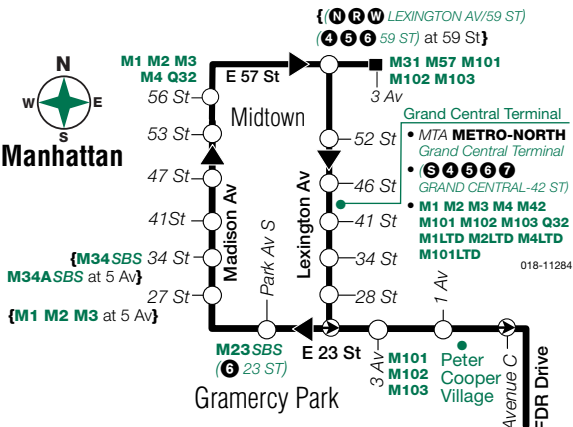 {(N R W LEXINGTON AV/59 ST)
(4 5 6 59 ST) at 59 St}
N
W E
S
Manhattan
M1 M2 M3
M4 Q32
E 57 St
M31 M57 M101
M102 M103
3 Av
56 St
Midtown
53 St
52 St
47 St
46 St
41St
41 St
Madison Av
Lexington Av
Park Av S
Grand Central Terminal
• MTA METRO-NORTH
Grand Central Terminal
• (S 4 5 6 7
GRAND CENTRAL-42 ST)
• M1 M2 M3 M4 M42
M101 M102 M103 Q32
M1LTD M2LTD M4LTD
M101LTD
018-11284
{M34SBS 34 St
M34ASBS at 5 Av}
34 St
27 St
28 St
{M1 M2 M3 at 5 Av}
M23SBS
(6 23 ST)
E 23 St
3 Av
M101
M102
M103
1 Av
Peter
Cooper
Village
Avenue C
FDR Drive
Gramercy Park